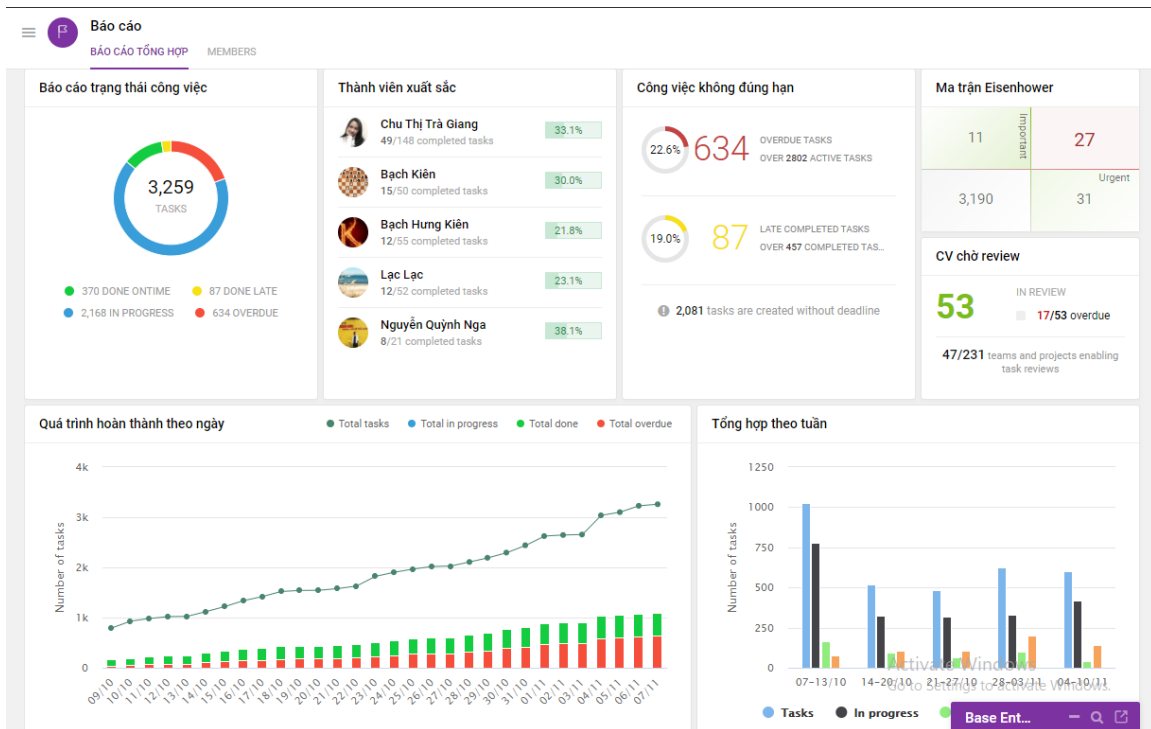 Báo cáo
BÁO CÁO TỔNG HỢP MEMBERS
Báo cáo trạng thái công việc
3,259
TASKS
370 DONE ONTIME 87 DONE LATE
2,168 IN PROGRESS 634 OVERDUE
Thành viên xuất sắc
Chu Thị Trà Giang
49/148 completed tasks
33.1%
Bạch Kiên
15/50 completed tasks
30.0%
Bạch Hưng Kiên
12/55 completed tasks
21.8%
Lạc Lạc
12/52 completed tasks
23.1%
Nguyễn Quỳnh Nga
8/21 completed tasks
38.1%
Công việc không đúng hạn
22.6%
634
OVERDUE TASKS
OVER 2802 ACTIVE TASKS
19.0%
87
LATE COMPLETED TASKS
OVER 457 COMPLETED TAS...
2,081 tasks are created without deadline
Ma trận Eisenhower
11
Important
27
Urgent
3,190
31
CV chờ review
53
IN REVIEW
17/53 overdue
47/231 teams and projects enabling
task reviews
Quá trình hoàn thành theo ngày
Total tasks Total in progress Total done Total overdue
Number of tasks
4k
3k
2k
1k
0
09/10 10/10 11/10 12/10 13/10 14/10 15/10 16/10 17/10 18/10 19/10 20/10 21/10 22/10 23/10 24/10 25/10 26/10 27/10 28/10 29/10 30/10 31/10 01/11 02/11 03/11 04/11 05/11 06/11 07/11
Tổng hợp theo tuần
Number of tasks
1250
1000
750
500
250
0
07-13/10 14-20/10 21-27/10 28-03/11 04-10/11
Tasks In progress
Activate Windows
Go to Settings to activate Windows.
Base Ent...